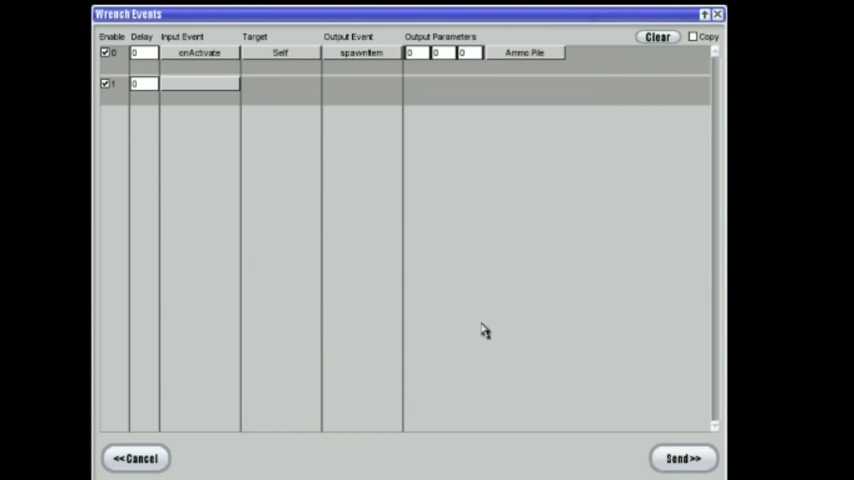 Wrench Events
Enable Delay Input Event Target Output Event Output Parameters Clear Copy
0 0 onActivate Self spawnItem 0 0 0 Ammo Pile
1 0
<<Cancel Send>>